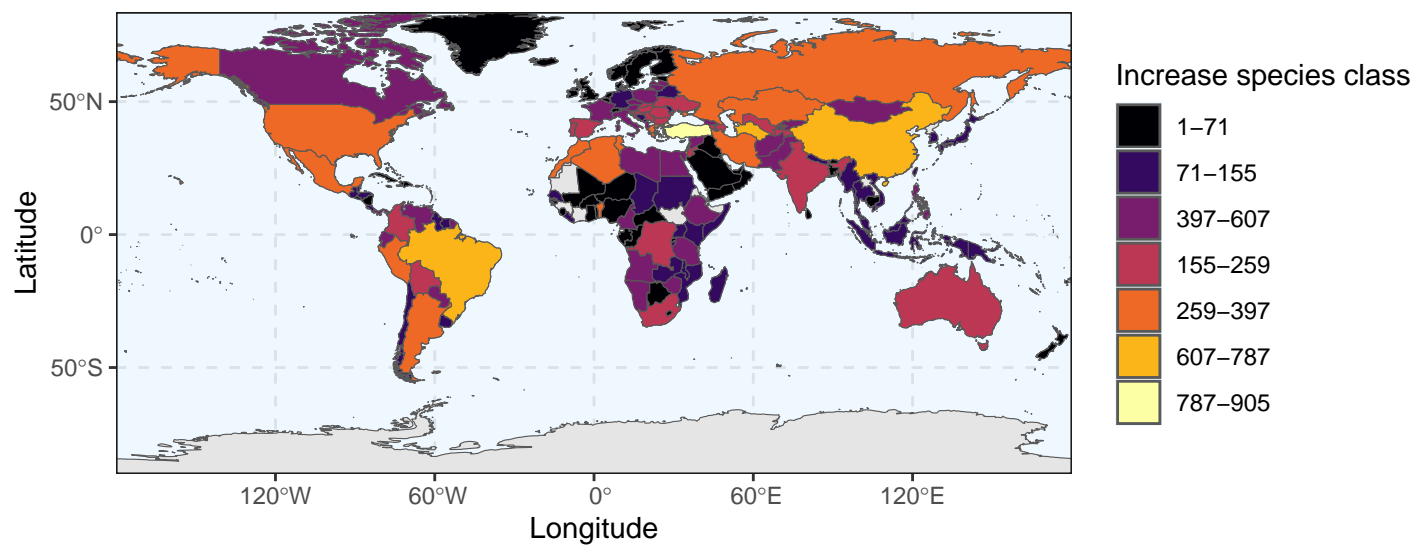 Increase species class
1–71
71–155
397–607
155–259
259–397
607–787
787–905
50°N
0°
50°S
Latitude
120°W
60°W
0°
60°E
120°E
Longitude